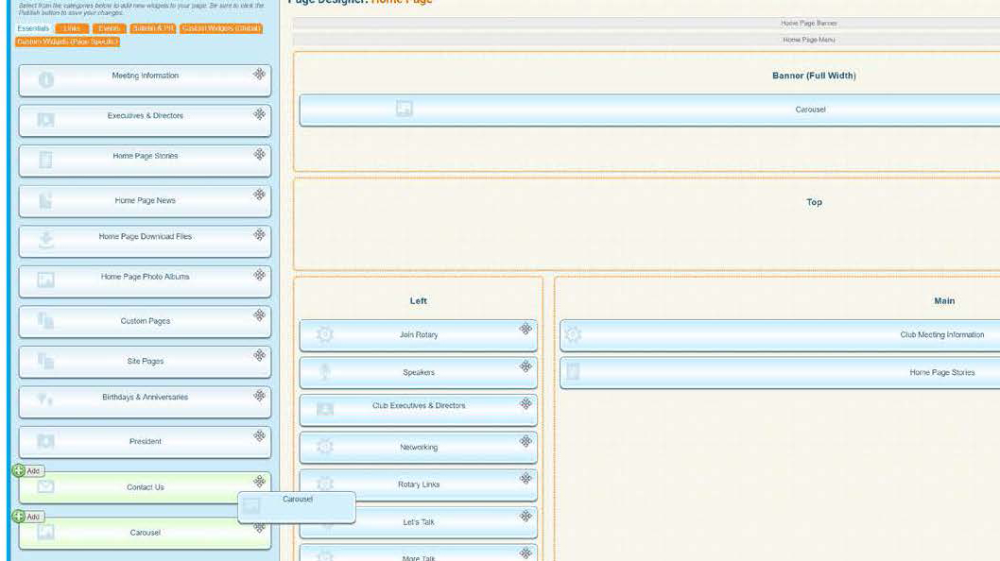 Select from the categories below to add new widgets to your page. Be sure to click the
Publish button to save your changes.
Essentials Links Events Bulletin & PR Custom Widgets (Global)
Custom Widgets (Page Specific)
Meeting Information
Executives & Directors
Home Page Stories
Home Page News
Home Page Download Files
Home Page Photo Albums
Custom Pages
Site Pages
Birthdays & Anniversaries
President
Add
Contact Us
Add
Carousel
Carousel
Page Designer: Home Page
Home Page Banner
Home Page Menu
Banner (Full Width)
Carousel
Top
Left
Join Rotary
Speakers
Club Executives & Directors
Networking
Rotary Links
Let's Talk
More Talk
Main
Club Meeting Information
Home Page Stories